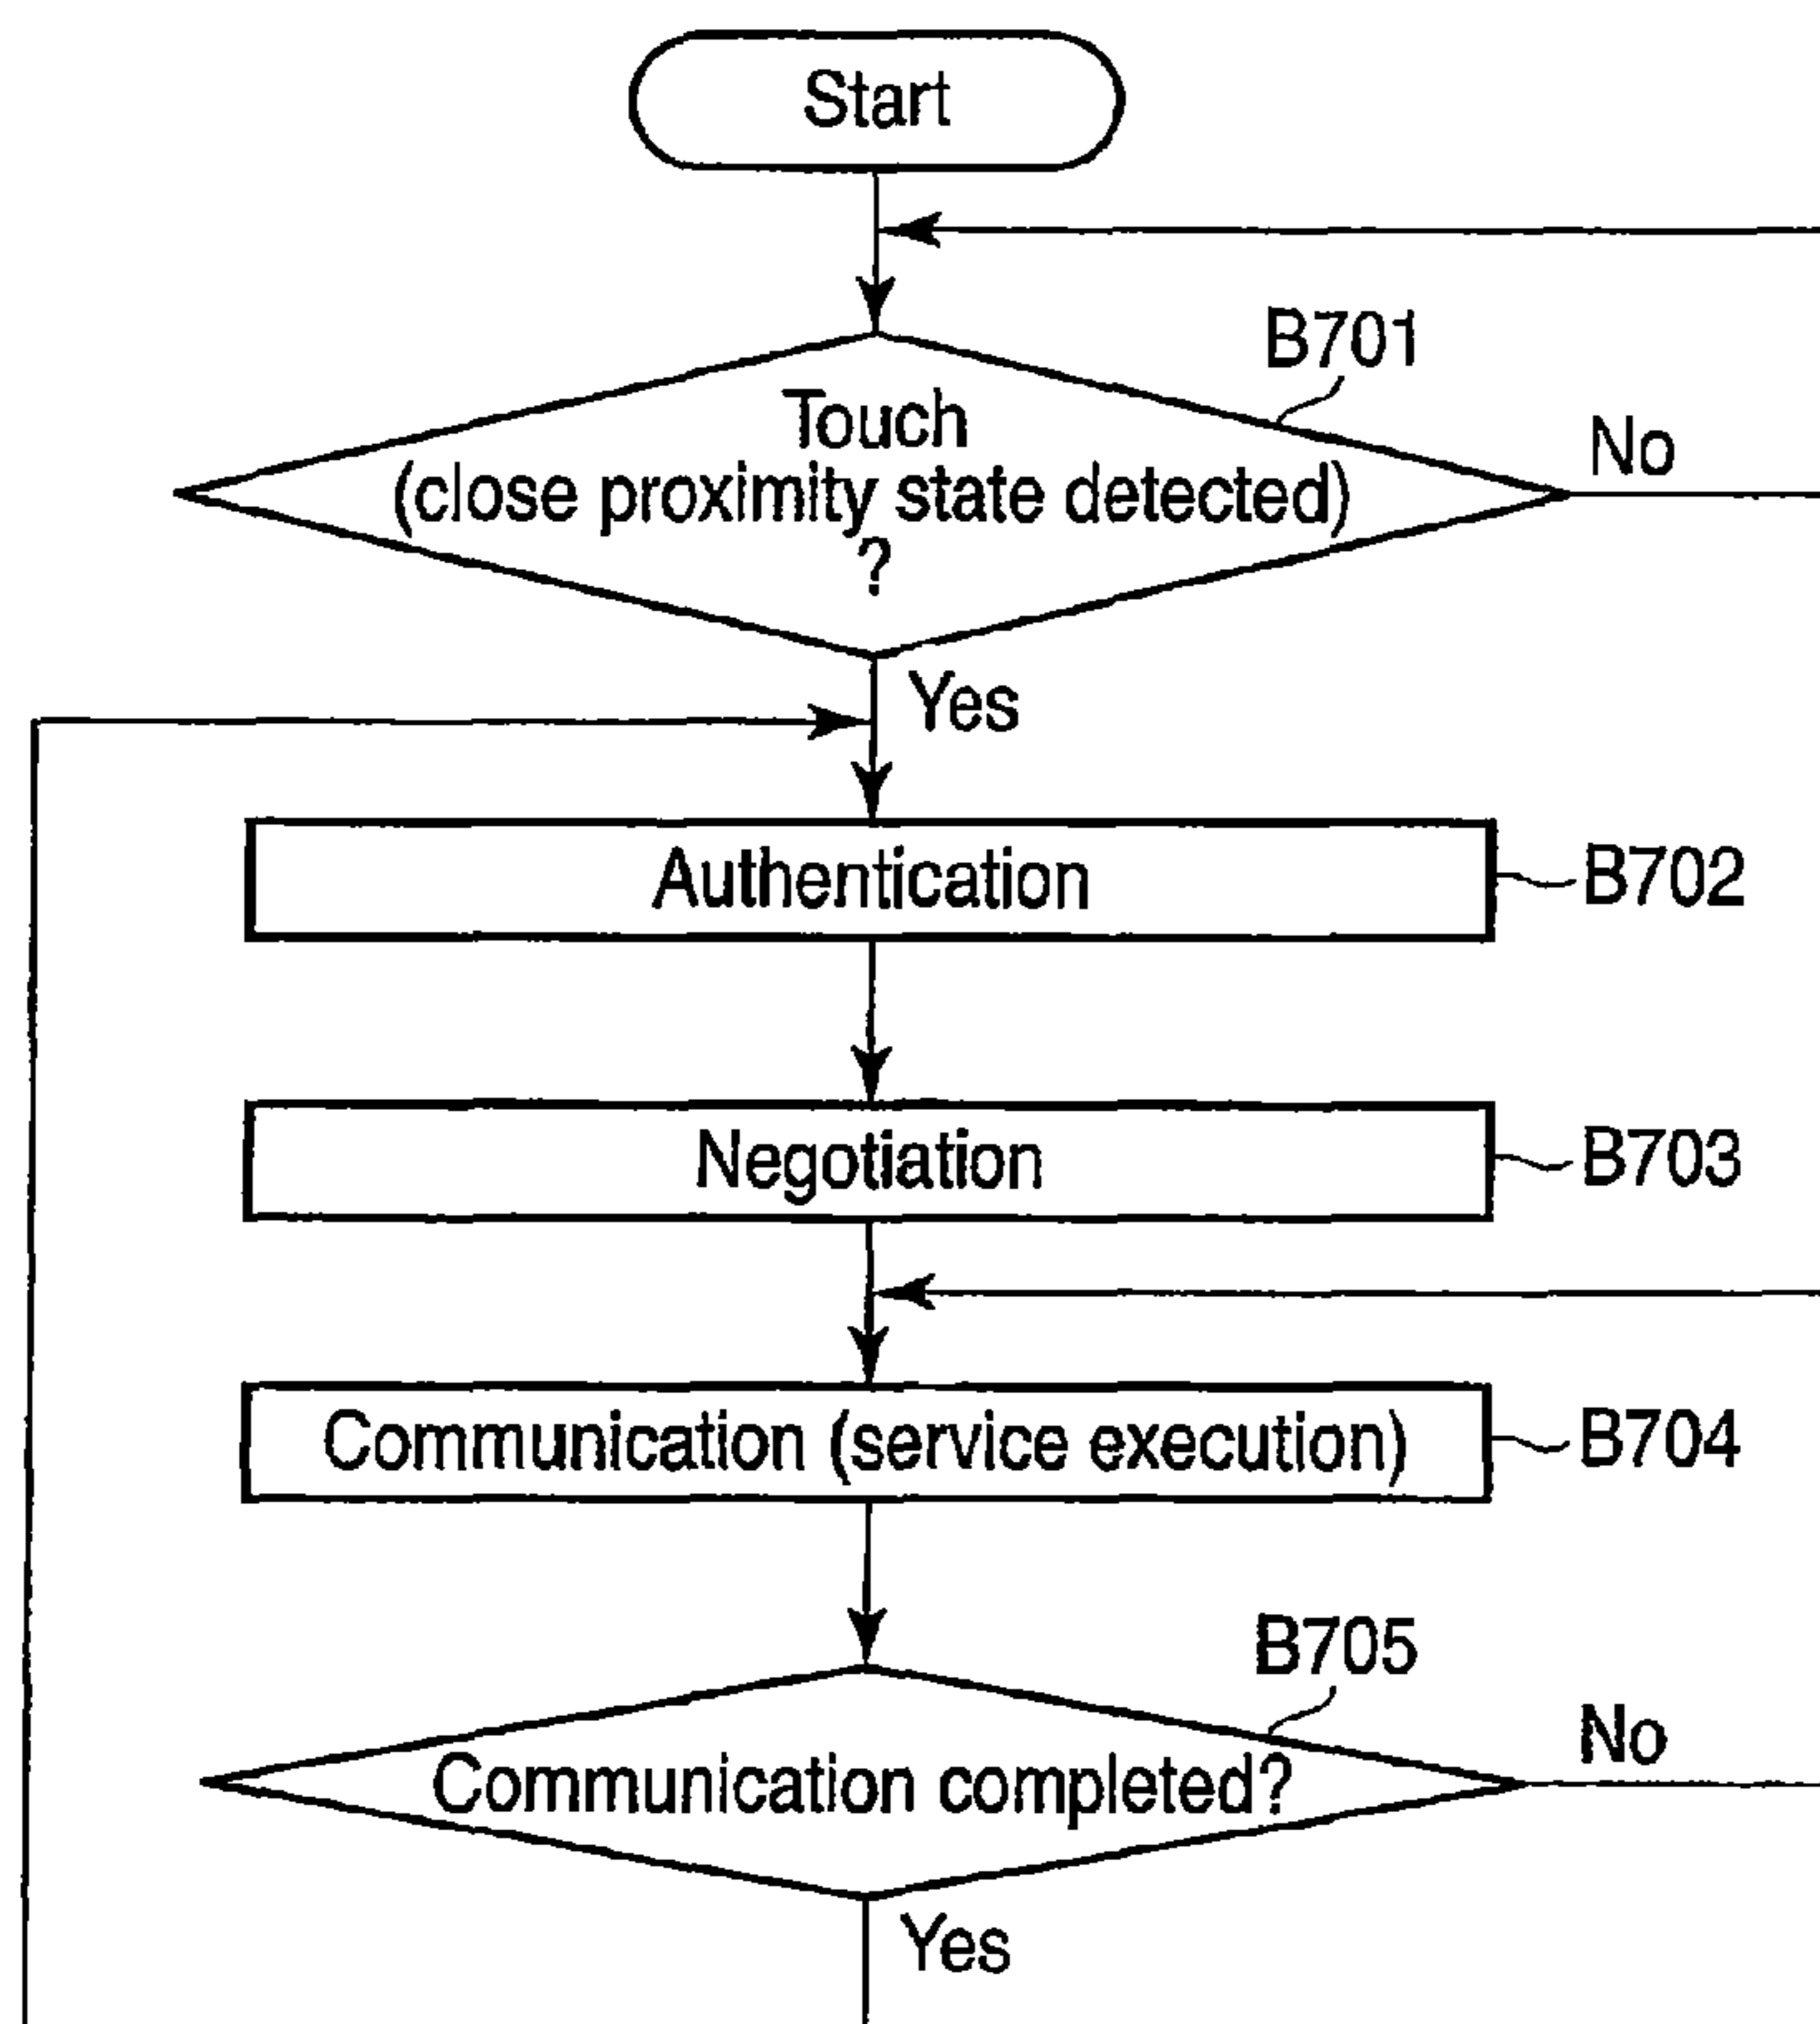 Start
B701
Touch
(close proximity state detected)
?
No
Yes
Authentication
B702
Negotiation
B703
Communication (service execution)
B704
B705
Communication completed?
No
Yes